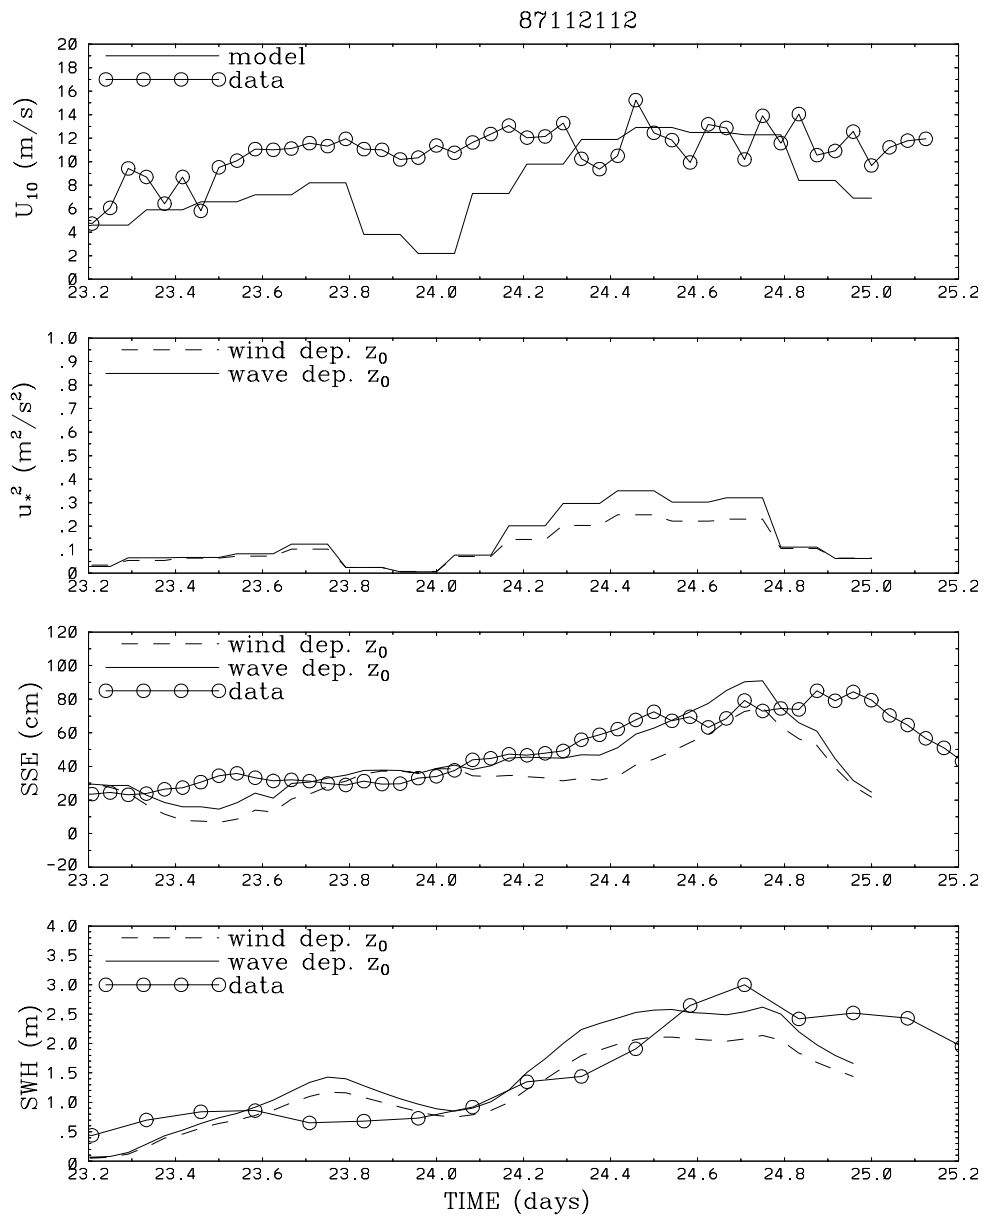 87112112
U₁₀ (m/s)
20
18
16
14
12
10
8
6
4
2
0
model
data
23.2 23.4 23.6 23.8 24.0 24.2 24.4 24.6 24.8 25.0 25.2
u*² (m²/s²)
1.0
.9
.8
.7
.6
.5
.4
.3
.2
.1
0
wind dep. z₀
wave dep. z₀
23.2 23.4 23.6 23.8 24.0 24.2 24.4 24.6 24.8 25.0 25.2
SSE (cm)
120
100
80
60
40
20
0
-20
wind dep. z₀
wave dep. z₀
data
23.2 23.4 23.6 23.8 24.0 24.2 24.4 24.6 24.8 25.0 25.2
SWH (m)
4.0
3.5
3.0
2.5
2.0
1.5
1.0
.5
0
wind dep. z₀
wave dep. z₀
data
23.2 23.4 23.6 23.8 24.0 24.2 24.4 24.6 24.8 25.0 25.2
TIME (days)